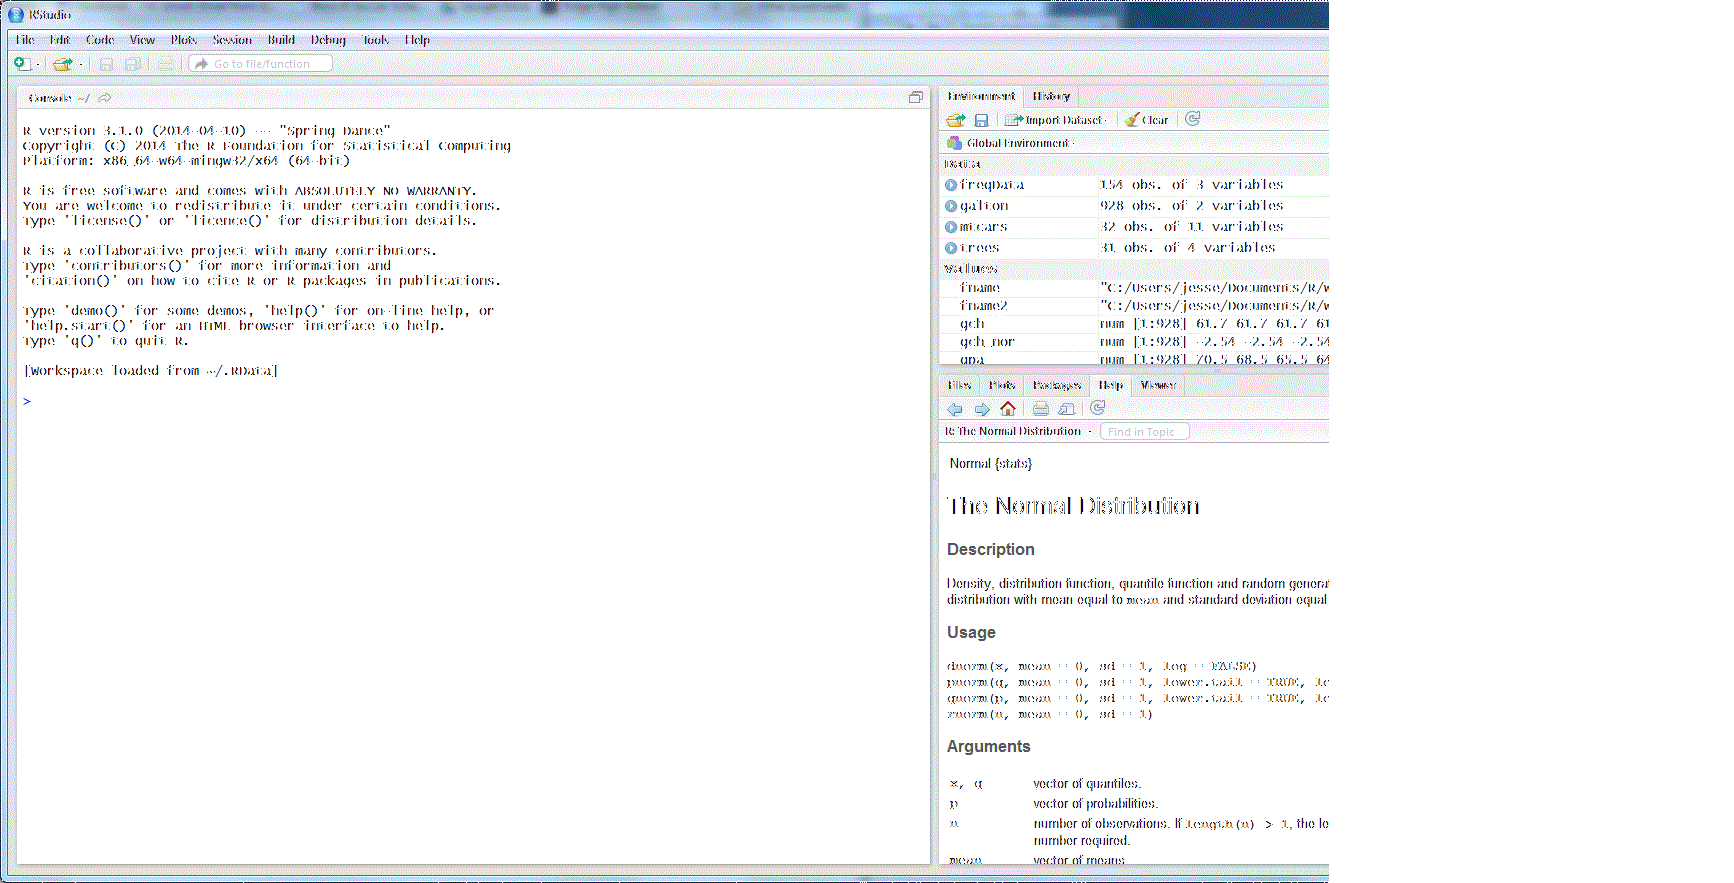 RStudio
File Edit Code View Plots Session Build Debug Tools Help
Go to file/function
Console ~/
R version 3.1.0 (2014-04-10) -- "Spring Dance"
Copyright (C) 2014 The R Foundation for Statistical Computing
Platform: x86_64-w64-mingw32/x64 (64-bit)
R is free software and comes with ABSOLUTELY NO WARRANTY.
You are welcome to redistribute it under certain conditions.
Type 'license()' or 'licence()' for distribution details.
R is a collaborative project with many contributors.
Type 'contributors()' for more information and
'citation()' on how to cite R or R packages in publications.
Type 'demo()' for some demos, 'help()' for on-line help, or
'help.start()' for an HTML browser interface to help.
Type 'q()' to quit R.
[Workspace loaded from ~/.RData]
>
Environment History
Import Dataset Clear
Global Environment
Data
freqData 154 obs. of 3 variables
galton 928 obs. of 2 variables
mtcars 32 obs. of 11 variables
trees 31 obs. of 4 variables
Values
fname "C:/Users/jesse/Documents/R/w
fname2 "C:/Users/jesse/Documents/R/w
gch num [1:928] 61.7 61.7 61.7 61
gch_nor num [1:928] -2.54 -2.54 -2.54
gpa num [1:928] 70.5 68.5 65.5 64
Files Plots Packages Help Viewer
R: The Normal Distribution Find in Topic
Normal {stats}
The Normal Distribution
Description
Density, distribution function, quantile function and random generat
distribution with mean equal to mean and standard deviation equal
Usage
dnorm(x, mean = 0, sd = 1, log = FALSE)
pnorm(q, mean = 0, sd = 1, lower.tail = TRUE, lo
qnorm(p, mean = 0, sd = 1, lower.tail = TRUE, lo
rnorm(n, mean = 0, sd = 1)
Arguments
x, q vector of quantiles.
p vector of probabilities.
n number of observations. If length(n) > 1, the le
number required.
mean vector of means